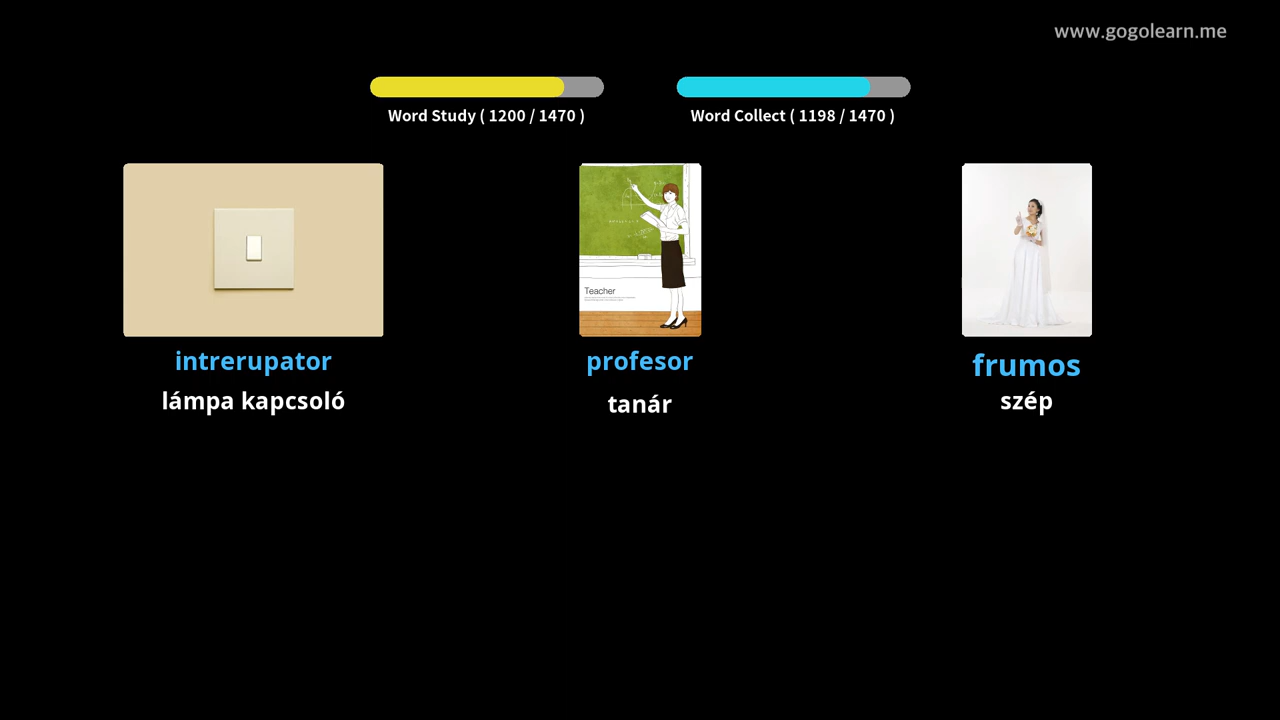 www.gogolearn.me
Word Study ( 1200 / 1470 )
Word Collect ( 1198 / 1470 )
Teacher
intrerupator
profesor
frumos
lámpa kapcsoló
tanár
szép